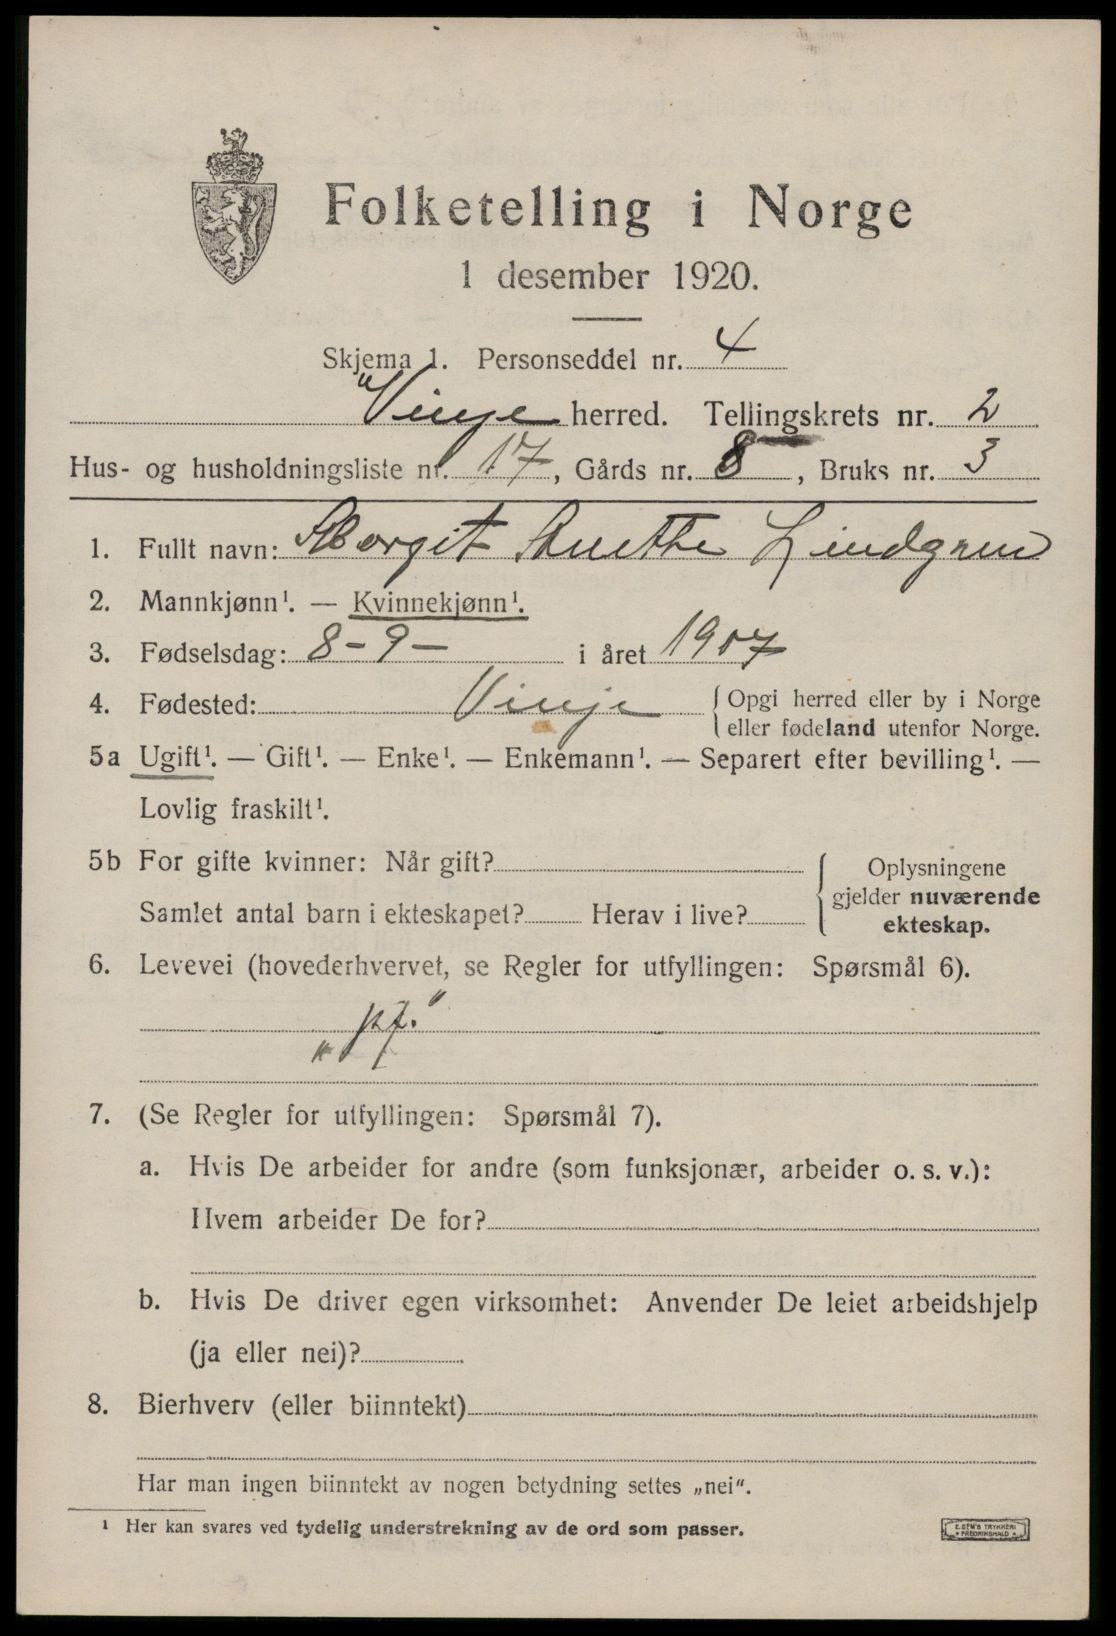 Folketelling i Norge
1 desember 1920.
Skjema 1. Personseddel nr. 4
Vinje herred. Tellingskrets nr. 2
Hus- og husholdningsliste nr. 17, Gårds nr. 8, Bruks nr. 3
1. Fullt navn: Borgit Anethe Lindgren
2. Mannkjønn¹. — Kvinnekjønn¹.
3. Fødselsdag: 8-9- i året 1907
4. Fødested: Vinje { Opgi herred eller by i Norge
eller fødeland utenfor Norge.
5a Ugift¹. — Gift¹. — Enke¹. — Enkemann¹. — Separert efter bevilling¹. —
Lovlig fraskilt¹.
5b For gifte kvinner: Når gift?
Samlet antal barn i ekteskapet? Herav i live?
{ Oplysningene
gjelder nuværende
ekteskap.
6. Levevei (hovederhvervet, se Regler for utfyllingen: Spørsmål 6).
7. (Se Regler for utfyllingen: Spørsmål 7).
a. Hvis De arbeider for andre (som funksjonær, arbeider o. s. v.):
Hvem arbeider De for?
b. Hvis De driver egen virksomhet: Anvender De leiet arbeidshjelp
(ja eller nei)?
8. Bierhverv (eller biinntekt)
Har man ingen biinntekt av nogen betydning settes „nei".
¹ Her kan svares ved tydelig understrekning av de ord som passer.
E. SEM'S TRYKKERI
FREDRIKSHALD